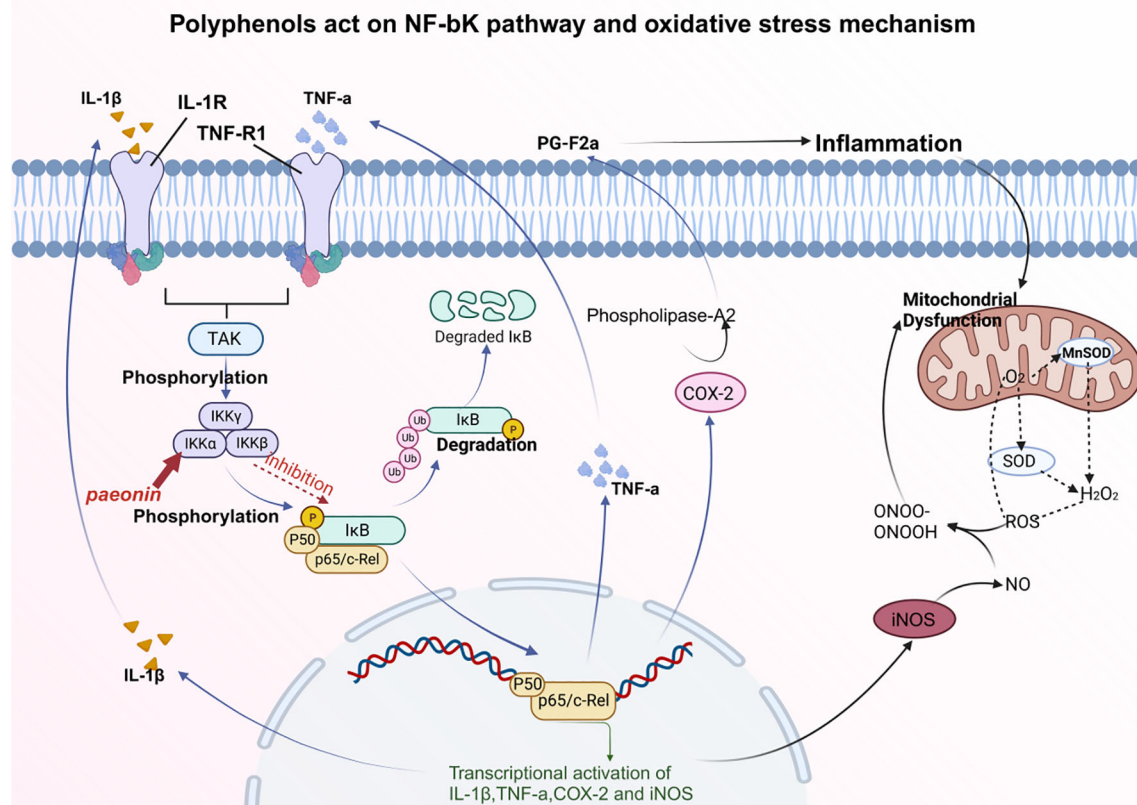 Polyphenols act on NF-bK pathway and oxidative stress mechanism
IL-1β
IL-1R
TNF-R1
TNF-a
PG-F2a
Inflammation
TAK
Phosphorylation
IKKγ
IKKα
IKKβ
paeonin
Inhibition
Phosphorylation
P
IκB
P50
p65/c-Rel
Degraded IκB
Ub
IκB
P
Ub
Degradation
Ub
Ub
Phospholipase-A2
COX-2
TNF-a
Mitochondrial
Dysfunction
MnSOD
O2
SOD
H2O2
ONOO-
ONOOH
ROS
NO
iNOS
IL-1β
P50
p65/c-Rel
Transcriptional activation of
IL-1β,TNF-a,COX-2 and iNOS